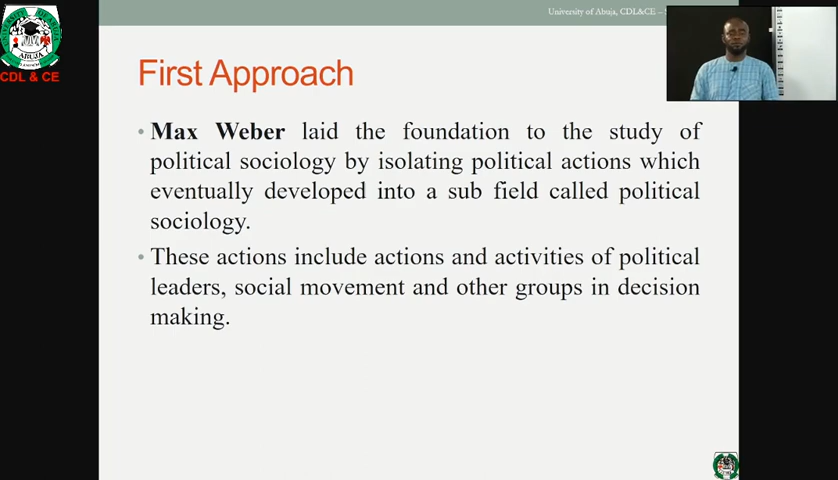 University of Abuja, CDL&CE –
ABUJA
CDL & CE
First Approach
• Max Weber laid the foundation to the study of
political sociology by isolating political actions which
eventually developed into a sub field called political
sociology.
• These actions include actions and activities of political
leaders, social movement and other groups in decision
making.